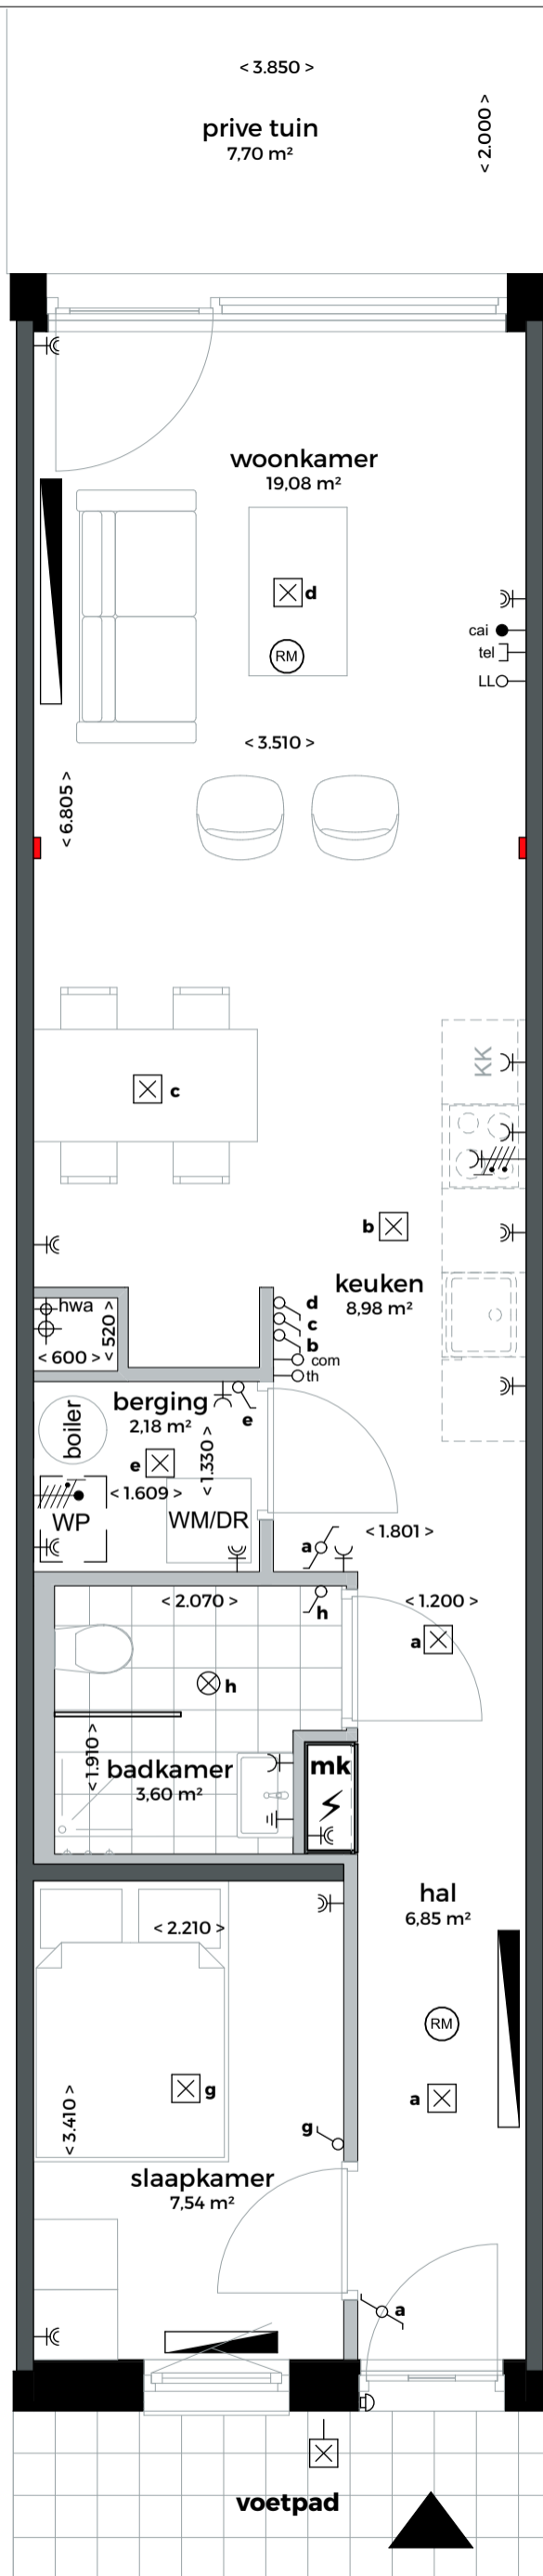 < 3.850 >
< 2.000 >
prive tuin
7,70 m²
woonkamer
19,08 m²
d
RM
cai
tel
LL
< 3.510 >
< 6.805 >
KK
c
b
keuken
8,98 m²
hwa
< 520 >
< 600 >
d
c
b
com
th
berging
2,18 m²
e
boiler
e
< 1.330 >
< 1.609 >
WP
WM/DR
< 1.801 >
a
< 2.070 >
h
< 1.200 >
a
h
< 1.910 >
badkamer
3,60 m²
mk
hal
6,85 m²
< 2.210 >
RM
g
a
< 3.410 >
g
slaapkamer
7,54 m²
a
voetpad